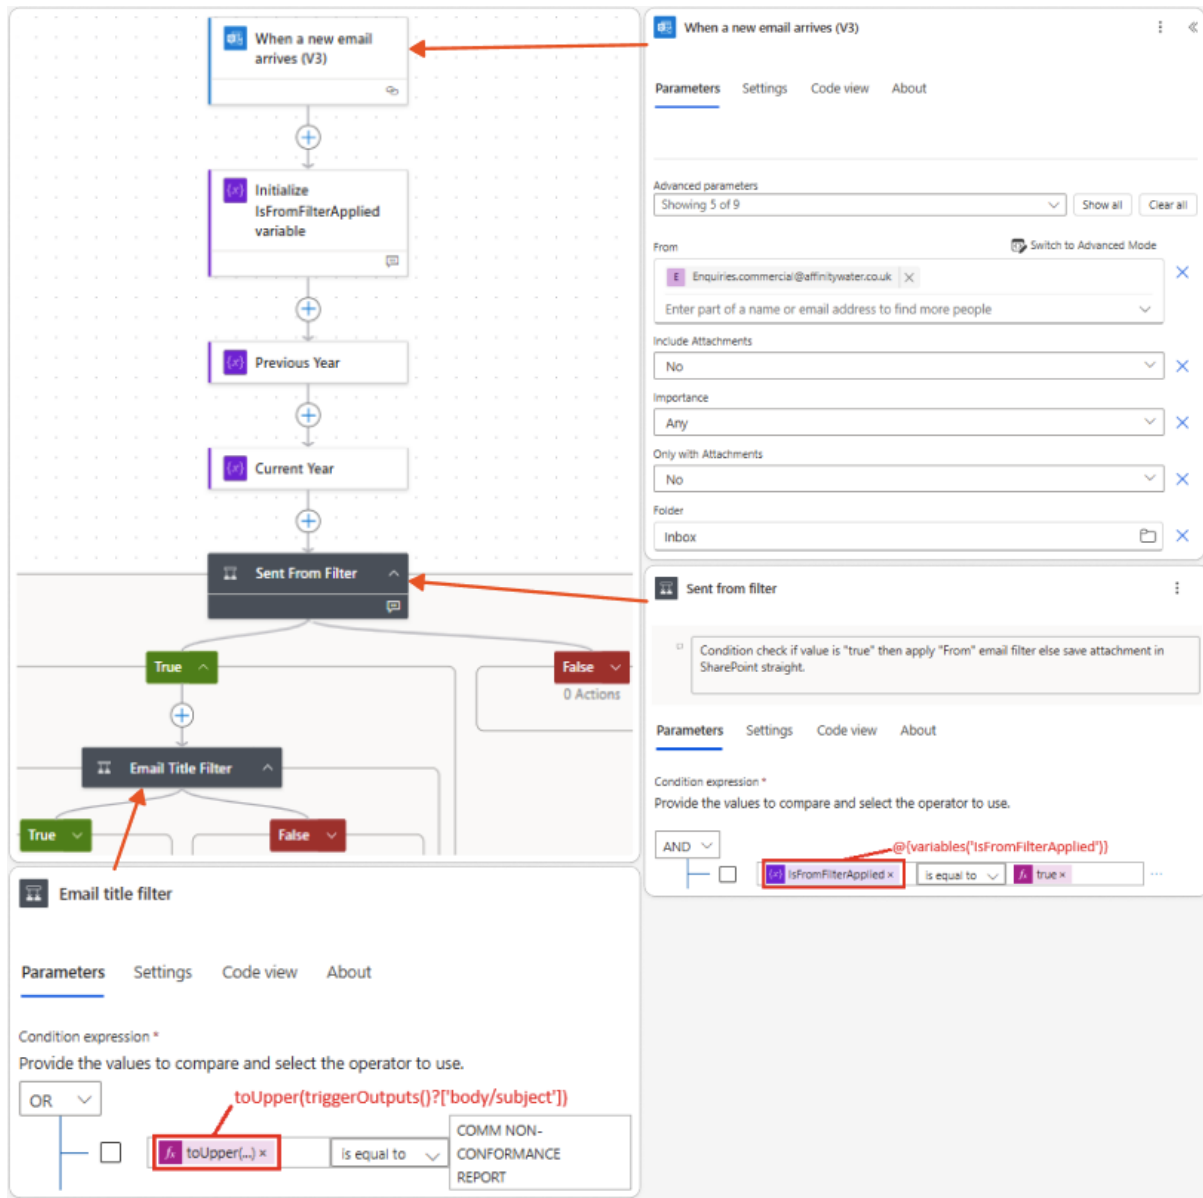 When a new email
arrives (V3)
Initialize
IsFromFilterApplied
variable
Previous Year
Current Year
Sent From Filter
True
False
0 Actions
Email Title Filter
True
False
When a new email arrives (V3)
Parameters Settings Code view About
Advanced parameters
Showing 5 of 9 Show all Clear all
From Switch to Advanced Mode
E Enquiries.commercial@affinitywater.co.uk
Enter part of a name or email address to find more people
Include Attachments
No
Importance
Any
Only with Attachments
No
Folder
Inbox
Sent from filter
Condition check if value is "true" then apply "From" email filter else save attachment in
SharePoint straight.
Parameters Settings Code view About
Condition expression *
Provide the values to compare and select the operator to use.
AND
@{variables('IsFromFilterApplied')}
{x} IsFromFilterApplied × is equal to fx true ×
Email title filter
Parameters Settings Code view About
Condition expression *
Provide the values to compare and select the operator to use.
OR
toUpper(triggerOutputs()?['body/subject'])
fx toUpper(...) × is equal to
COMM NON-
CONFORMANCE
REPORT